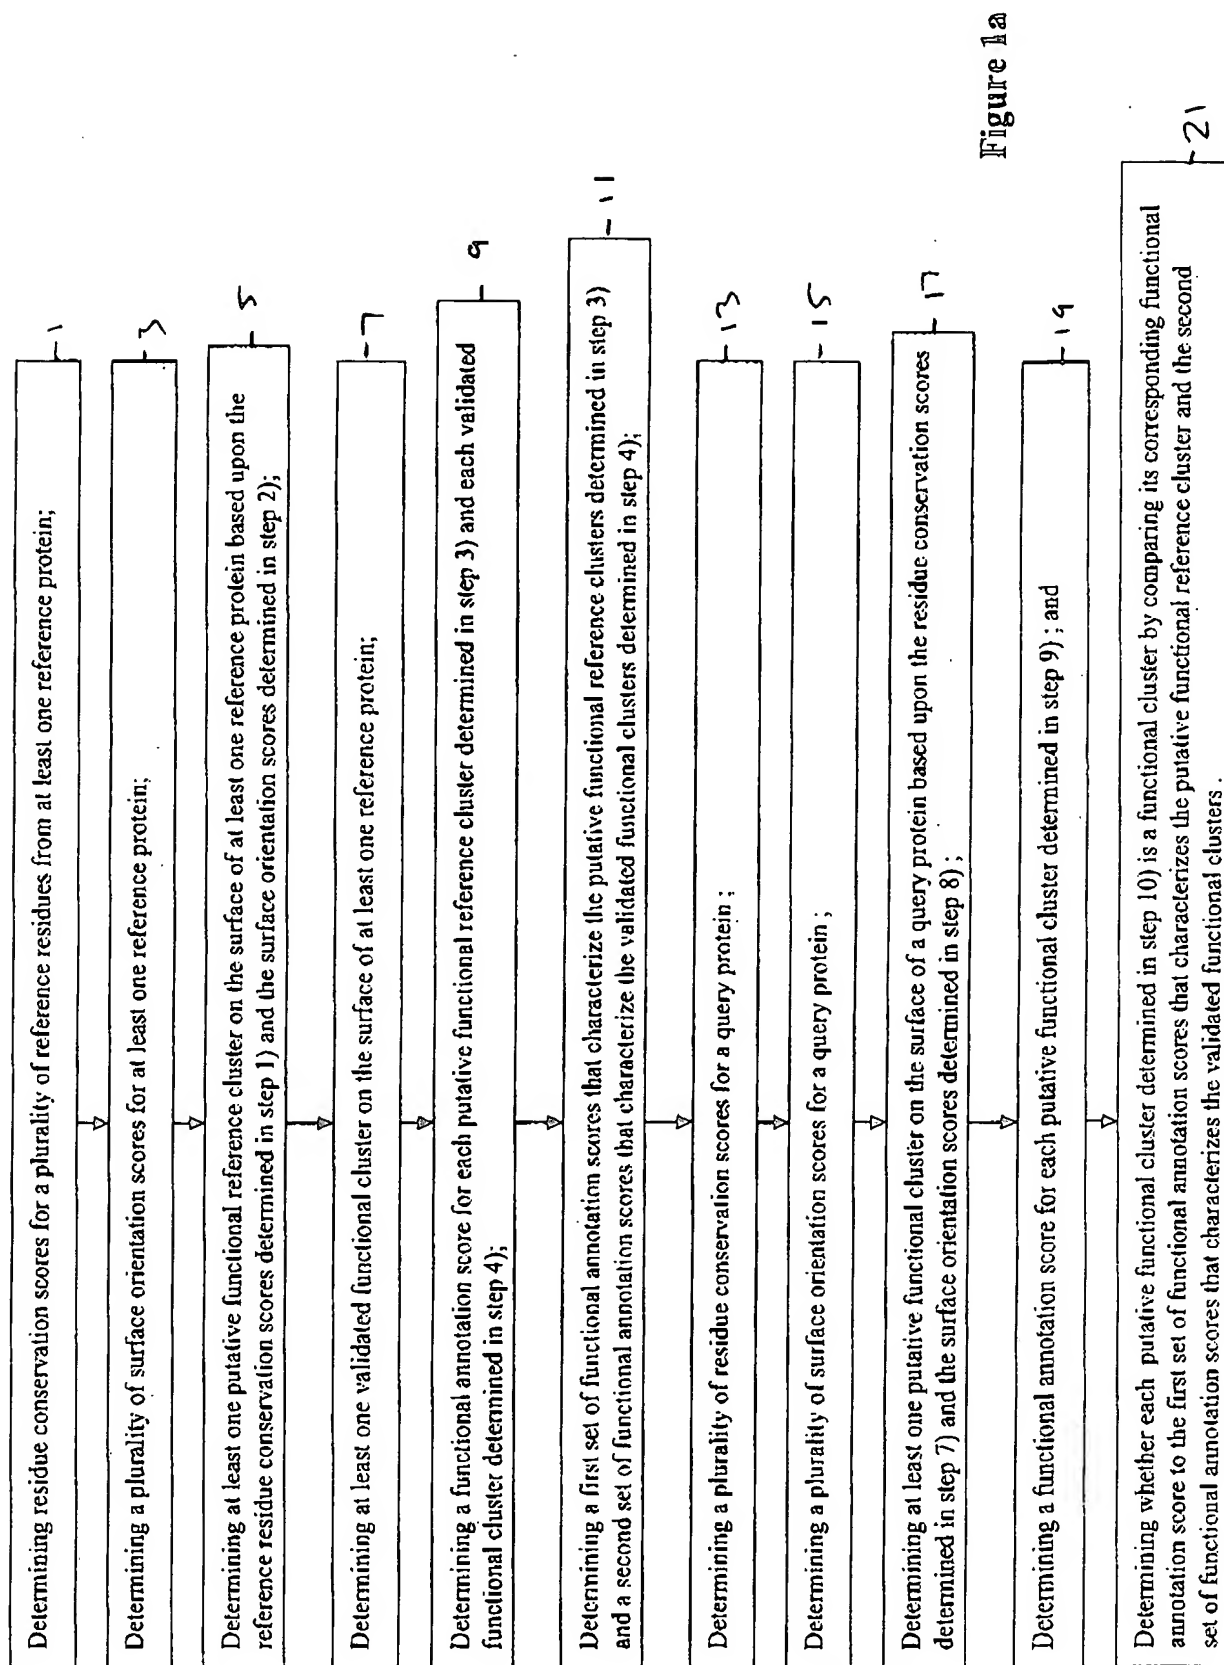 Determining residue conservation scores for a plurality of reference residues from at least one reference protein;
1
Determining a plurality of surface orientation scores for at least one reference protein;
3
Determining at least one putative functional reference cluster on the surface of at least one reference protein based upon the
reference residue conservation scores determined in step 1) and the surface orientation scores determined in step 2);
5
Determining at least one validated functional cluster on the surface of at least one reference protein;
7
Determining a functional annotation score for each putative functional reference cluster determined in step 3) and each validated
functional cluster determined in step 4);
9
Determining a first set of functional annotation scores that characterize the putative functional reference clusters determined in step 3)
and a second set of functional annotation scores that characterize the validated functional clusters determined in step 4);
11
Determining a plurality of residue conservation scores for a query protein ;
13
Determining a plurality of surface orientation scores for a query protein ;
15
Determining at least one putative functional cluster on the surface of a query protein based upon the residue conservation scores
determined in step 7) and the surface orientation scores determined in step 8) ;
17
Determining a functional annotation score for each putative functional cluster determined in step 9) ; and
19
Determining whether each putative functional cluster determined in step 10) is a functional cluster by comparing its corresponding functional
annotation score to the first set of functional annotation scores that characterizes the putative functional reference cluster and the second
set of functional annotation scores that characterizes the validated functional clusters .
21
Figure 1a